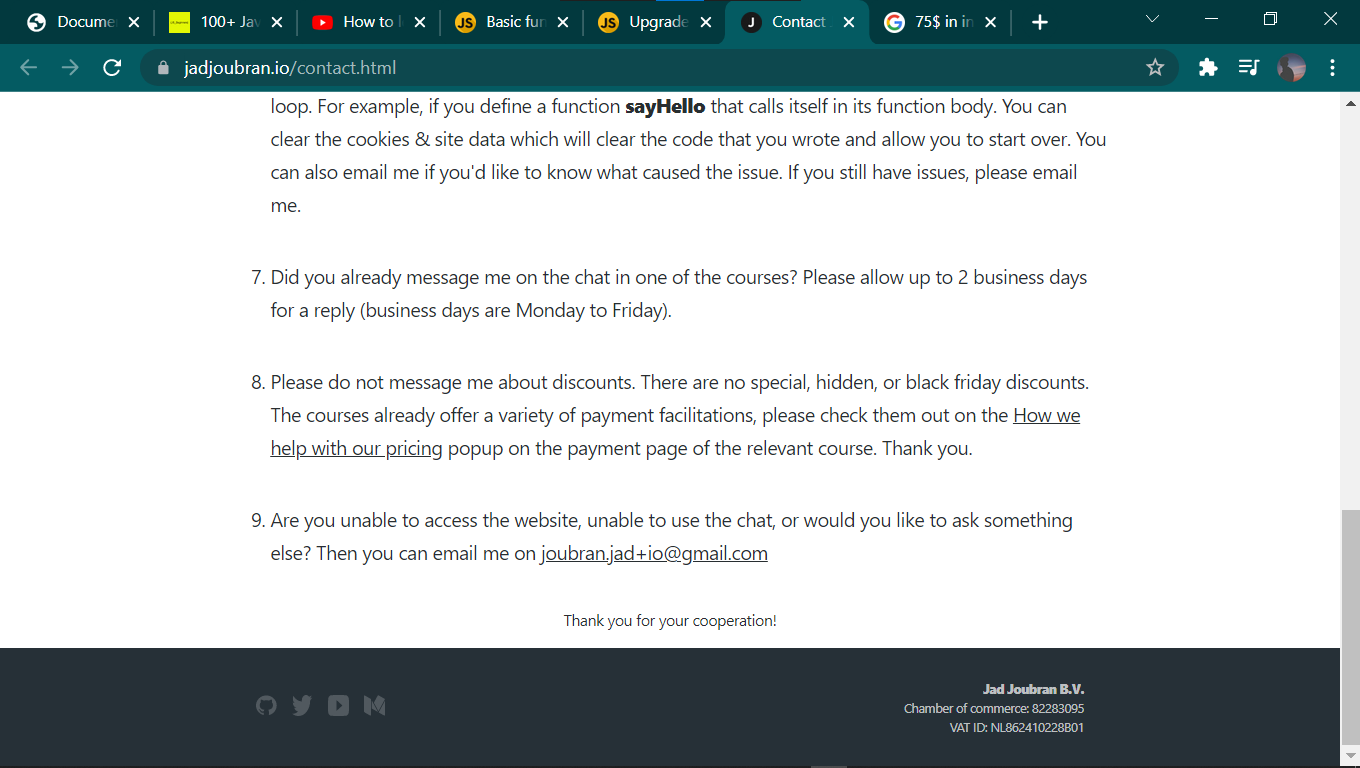 Docume
100+ Jav
How to l
JS
Basic fun
JS
Upgrade
J
Contact
75$ in in
jadjoubran.io/contact.html
loop. For example, if you define a function sayHello that calls itself in its function body. You can
clear the cookies & site data which will clear the code that you wrote and allow you to start over. You
can also email me if you'd like to know what caused the issue. If you still have issues, please email
me.
7. Did you already message me on the chat in one of the courses? Please allow up to 2 business days
for a reply (business days are Monday to Friday).
8. Please do not message me about discounts. There are no special, hidden, or black friday discounts.
The courses already offer a variety of payment facilitations, please check them out on the How we
help with our pricing popup on the payment page of the relevant course. Thank you.
9. Are you unable to access the website, unable to use the chat, or would you like to ask something
else? Then you can email me on joubran.jad+io@gmail.com
Thank you for your cooperation!
Jad Joubran B.V.
Chamber of commerce: 82283095
VAT ID: NL862410228B01